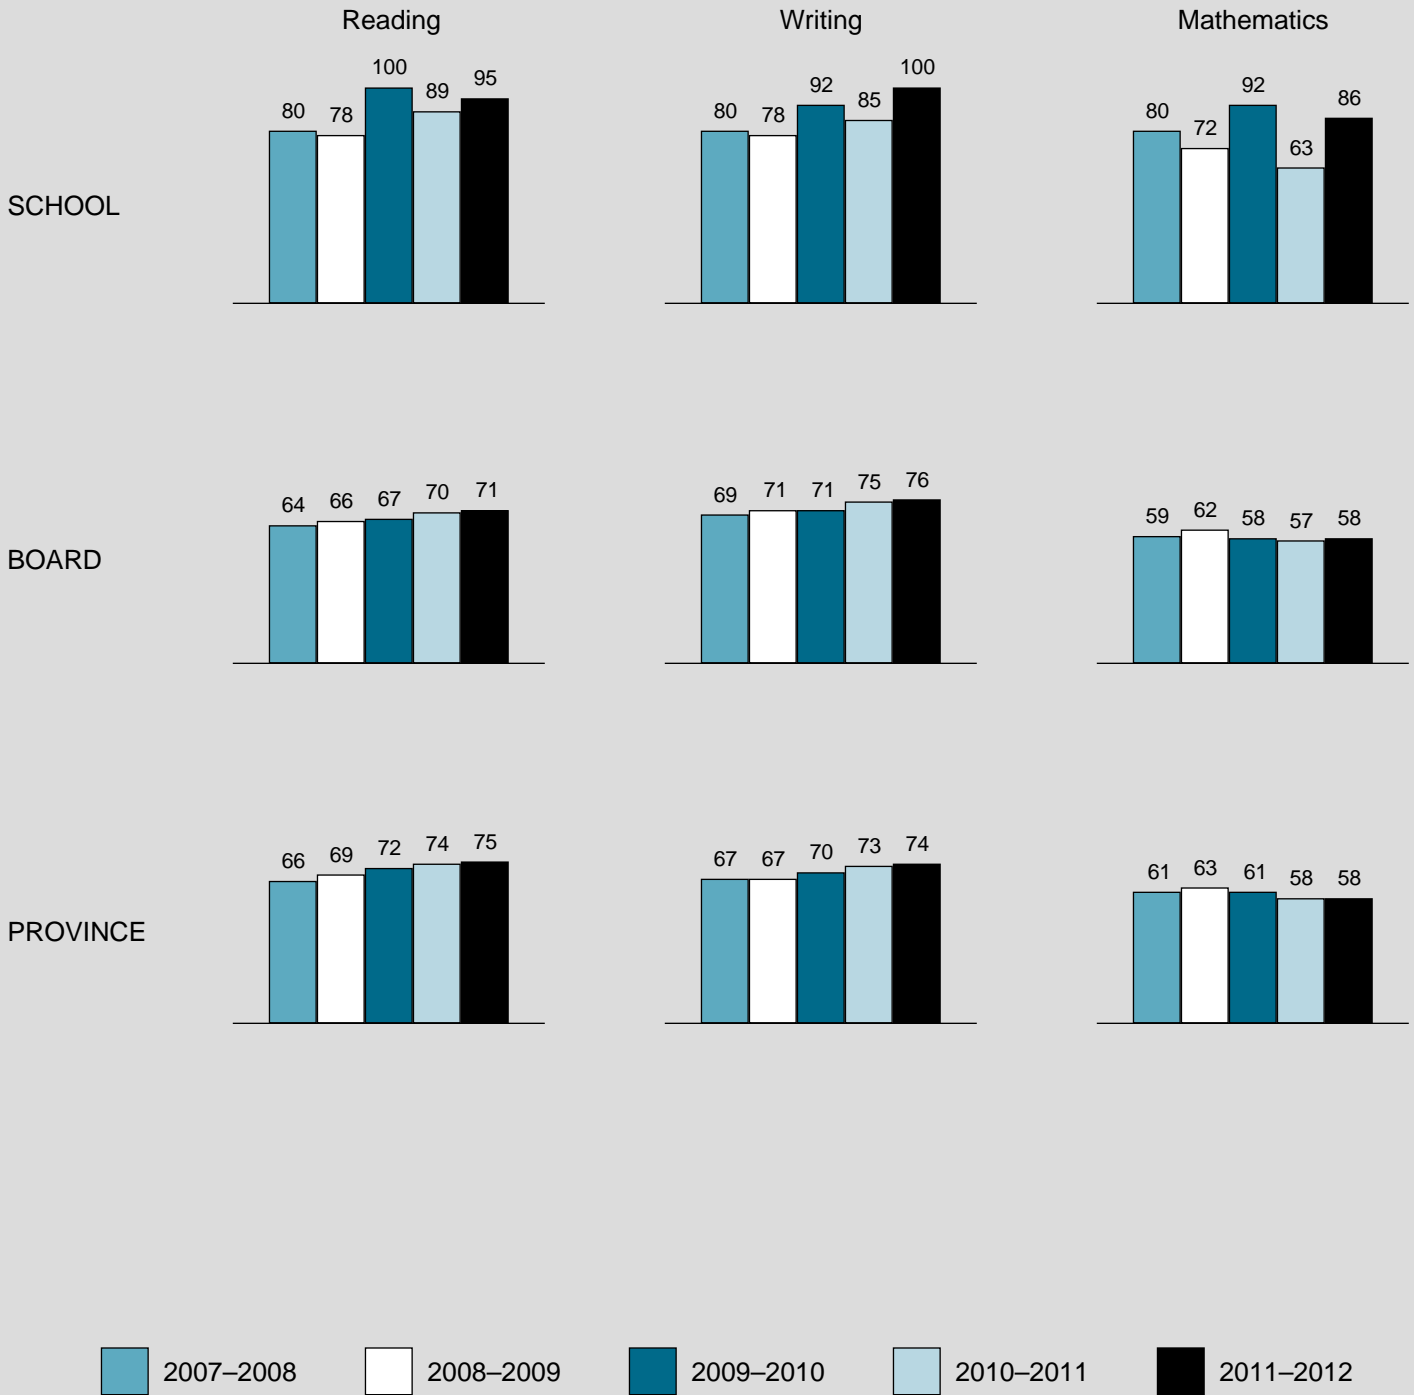 Reading Writing Mathematics
80 78 100 89 95
80 78 92 85 100
80 72 92 63 86
SCHOOL
64 66 67 70 71
69 71 71 75 76
59 62 58 57 58
BOARD
66 69 72 74 75
67 67 70 73 74
61 63 61 58 58
PROVINCE
2007–2008 2008–2009 2009–2010 2010–2011 2011–2012